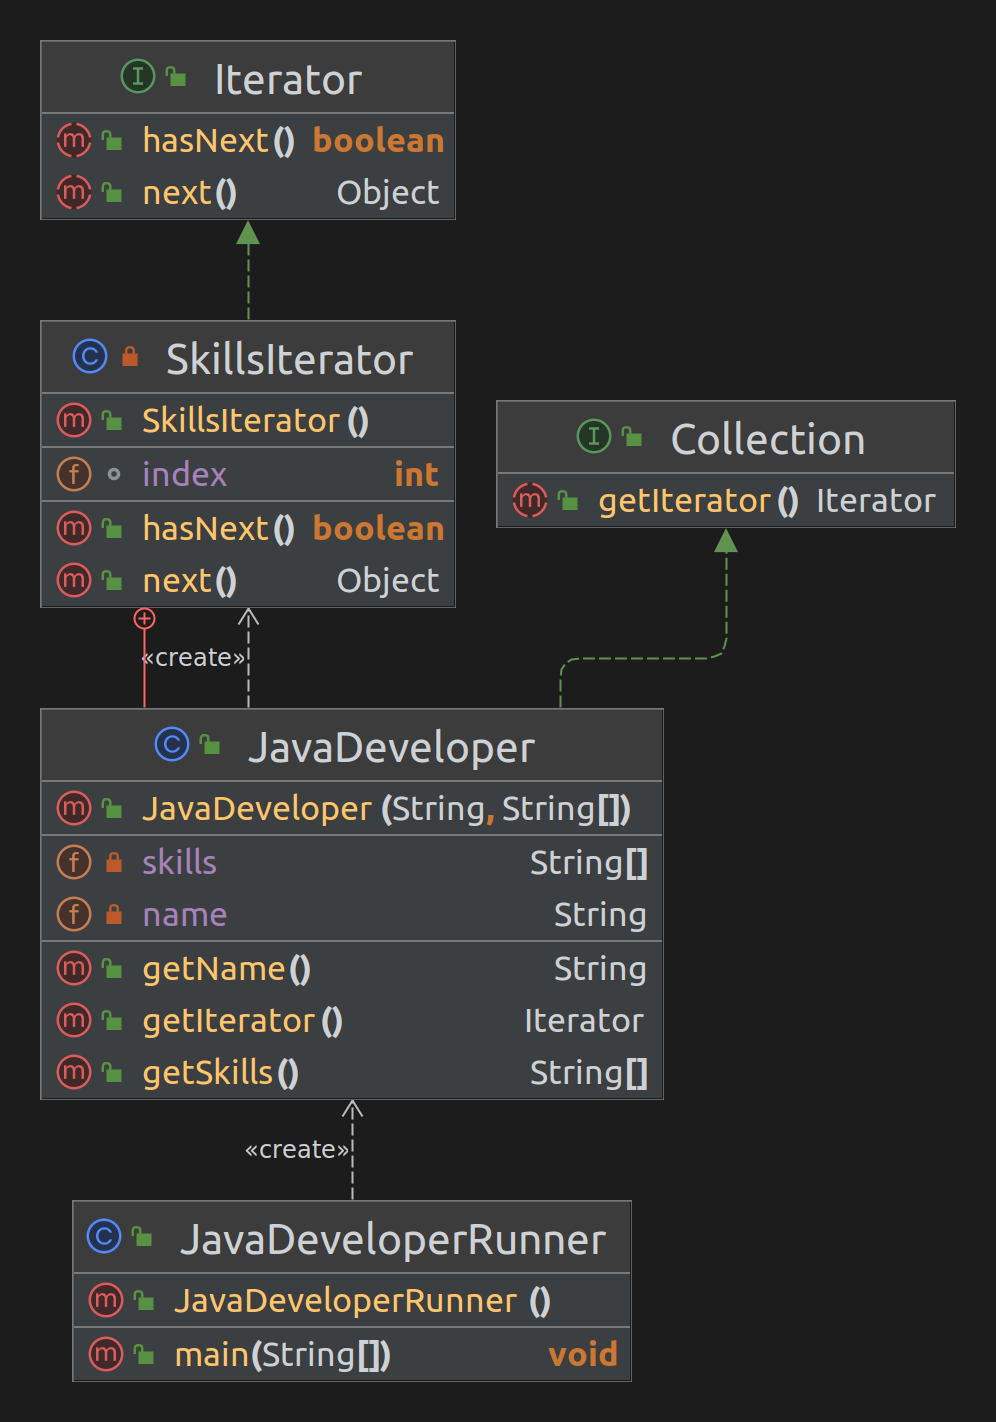 Iterator
hasNext() boolean
next() Object
SkillsIterator
SkillsIterator()
index int
hasNext() boolean
next() Object
Collection
getIterator() Iterator
«create»
JavaDeveloper
JavaDeveloper(String, String[])
skills String[]
name String
getName() String
getIterator() Iterator
getSkills() String[]
«create»
JavaDeveloperRunner
JavaDeveloperRunner()
main(String[]) void